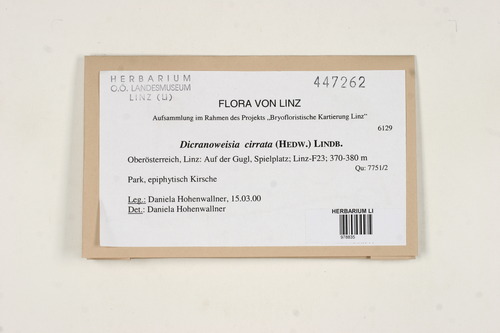 HERBARIUM
O.Ö. LANDESMUSEUM
LINZ (LI)
447262
FLORA VON LINZ
Aufsammlung im Rahmen des Projekts „Bryofloristische Kartierung Linz“
6129
Dicranoweisia cirrata (HEDW.) LINDB.
Oberösterreich, Linz: Auf der Gugl, Spielplatz; Linz-F23; 370-380 m
Qu: 7751/2
Park, epiphytisch Kirsche
Leg.: Daniela Hohenwallner, 15.03.00
Det.: Daniela Hohenwallner
HERBARIUM LI